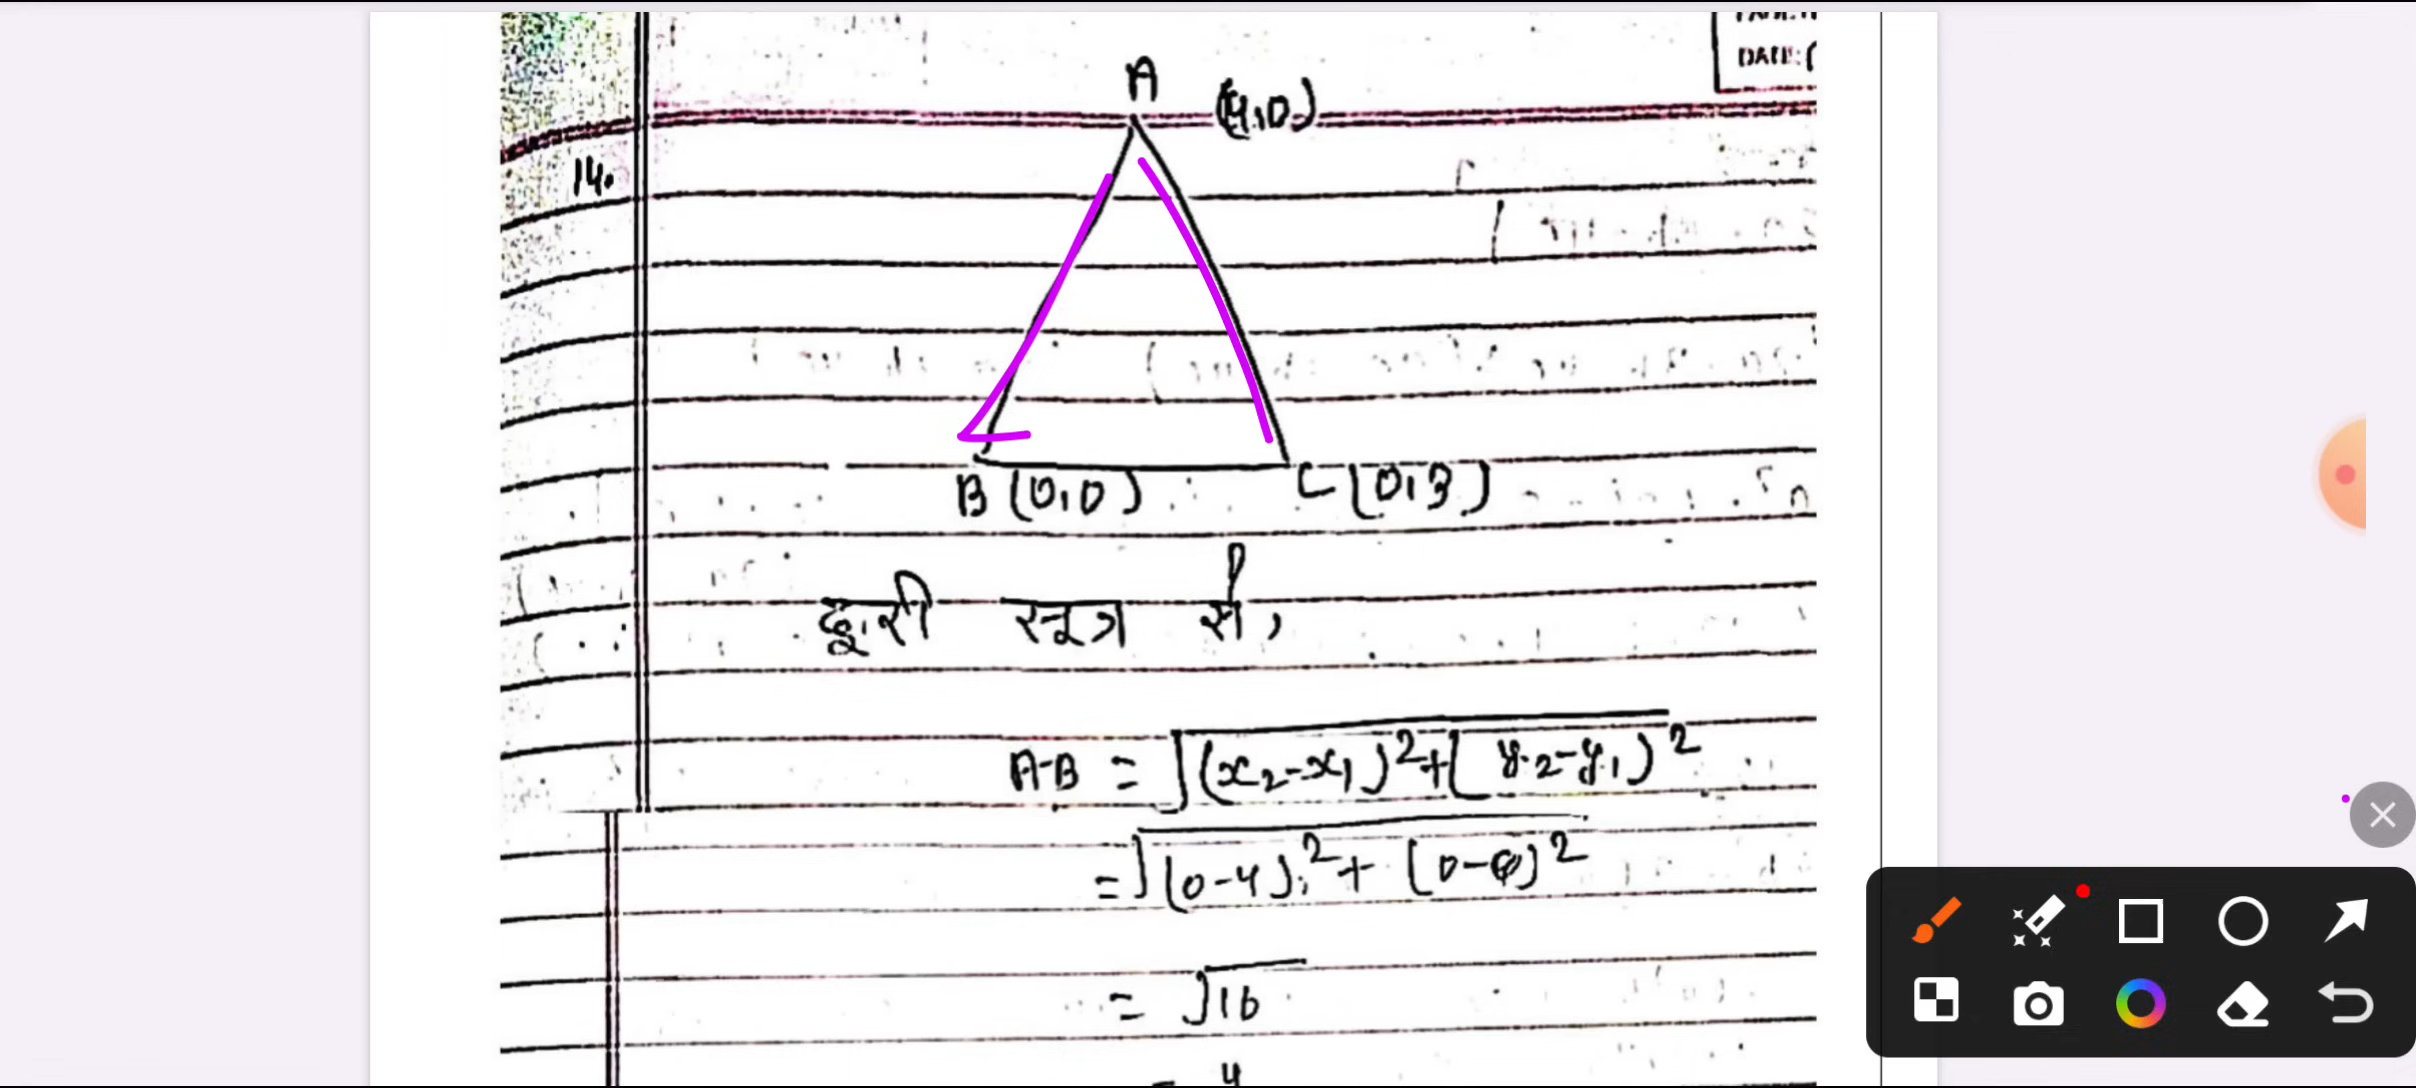 DATE:
A (4,0)
14.
B (0,0) C (0,3)
दूरी सूत्र से,
AB = √(x₂-x₁)²+(y₂-y₁)²
= √(0-4)²+(0-0)²
= √16
= 4